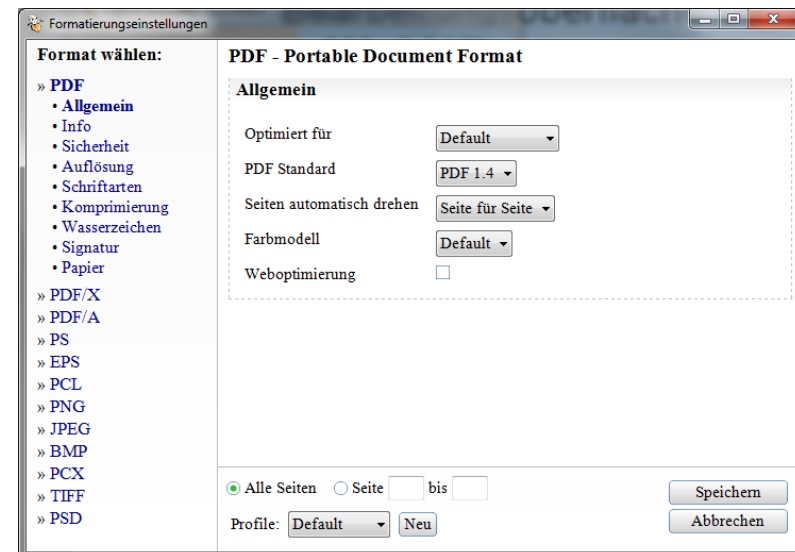 Formatierungseinstellungen
Format wählen:
» PDF
• Allgemein
• Info
• Sicherheit
• Auflösung
• Schriftarten
• Komprimierung
• Wasserzeichen
• Signatur
• Papier
» PDF/X
» PDF/A
» PS
» EPS
» PCL
» PNG
» JPEG
» BMP
» PCX
» TIFF
» PSD
PDF - Portable Document Format
Allgemein
Optimiert für Default
PDF Standard PDF 1.4
Seiten automatisch drehen Seite für Seite
Farbmodell Default
Weboptimierung
Alle Seiten Seite bis
Profile: Default Neu
Speichern
Abbrechen